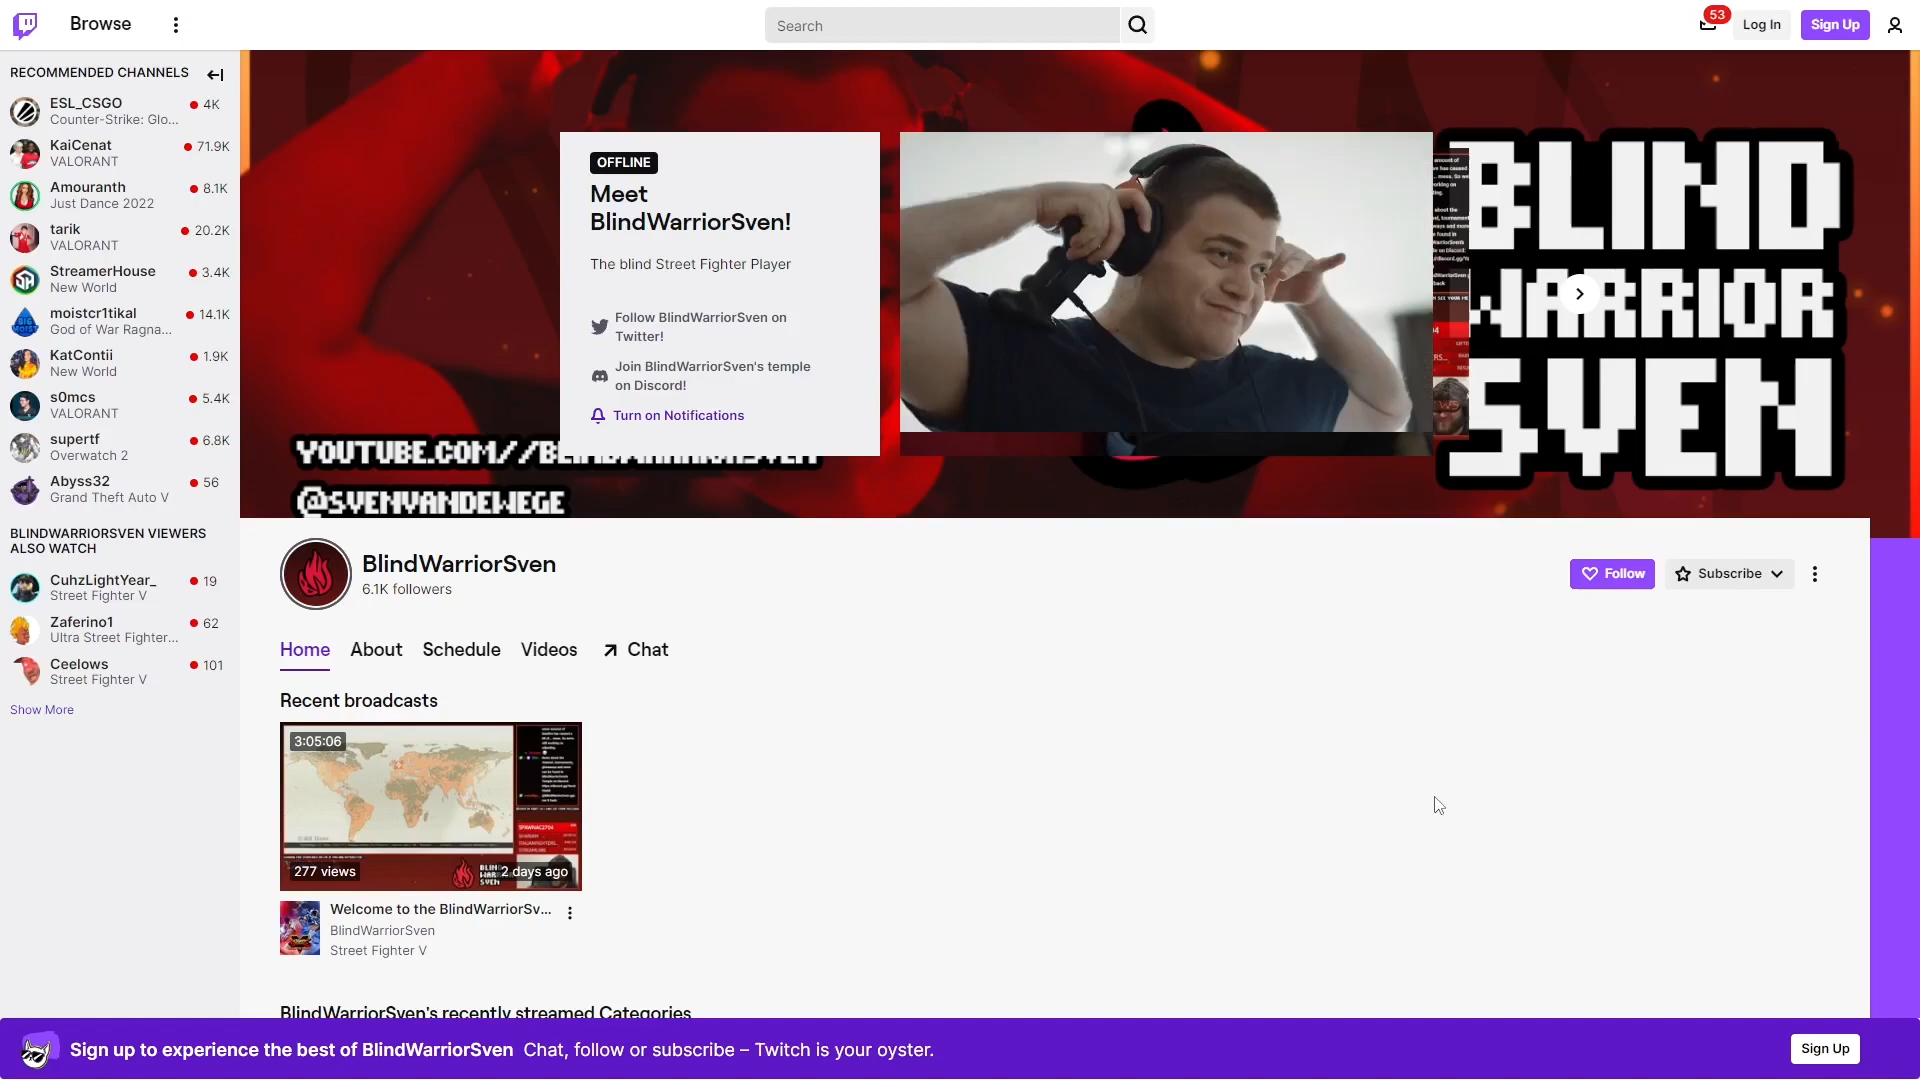 Browse
Search
53
Log In
Sign Up
RECOMMENDED CHANNELS
ESL_CSGO
4K
Counter-Strike: Glo...
KaiCenat
71.9K
VALORANT
Amouranth
8.1K
Just Dance 2022
tarik
20.2K
VALORANT
StreamerHouse
3.4K
New World
moistcr1tikal
14.1K
God of War Ragna...
KatContii
1.9K
New World
s0mcs
5.4K
VALORANT
supertf
6.8K
Overwatch 2
Abyss32
56
Grand Theft Auto V
BLINDWARRIORSVEN VIEWERS
ALSO WATCH
CuhzLightYear_
19
Street Fighter V
Zaferino1
62
Ultra Street Fighter...
Ceelows
101
Street Fighter V
Show More
OFFLINE
Meet
BlindWarriorSven!
The blind Street Fighter Player
Follow BlindWarriorSven on
Twitter!
Join BlindWarriorSven's temple
on Discord!
Turn on Notifications
BLIND
WARRIOR
SVEN
YOUTUBE.COM//
@SVENVANDEWEGE
BlindWarriorSven
6.1K followers
Follow
Subscribe
Home
About
Schedule
Videos
Chat
Recent broadcasts
3:05:06
277 views
2 days ago
Welcome to the BlindWarriorSv...
BlindWarriorSven
Street Fighter V
BlindWarriorSven's recently streamed Categories
Sign up to experience the best of BlindWarriorSven Chat, follow or subscribe – Twitch is your oyster.
Sign Up